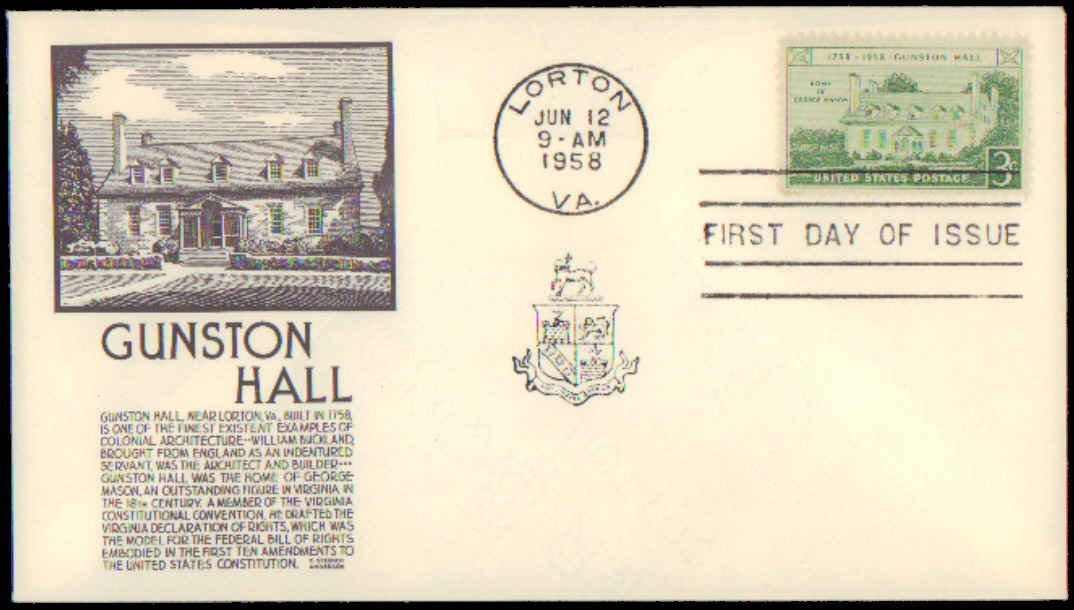 LORTON
JUN 12
9-AM
1958
VA.
1758 - 1958 · GUNSTON HALL
HOME
OF
GEORGE MASON
UNITED STATES POSTAGE
3c
FIRST DAY OF ISSUE
GUNSTON
HALL
GUNSTON HALL, NEAR LORTON, VA., BUILT IN 1758,
IS ONE OF THE FINEST EXISTENT EXAMPLES OF
COLONIAL ARCHITECTURE--WILLIAM BUCKLAND,
BROUGHT FROM ENGLAND AS AN INDENTURED
SERVANT, WAS THE ARCHITECT AND BUILDER---
GUNSTON HALL WAS THE HOME OF GEORGE
MASON, AN OUTSTANDING FIGURE IN VIRGINIA IN
THE 18TH CENTURY. A MEMBER OF THE VIRGINIA
CONSTITUTIONAL CONVENTION, HE DRAFTED THE
VIRGINIA DECLARATION OF RIGHTS, WHICH WAS
THE MODEL FOR THE FEDERAL BILL OF RIGHTS
EMBODIED IN THE FIRST TEN AMENDMENTS TO
THE UNITED STATES CONSTITUTION.
ANDERSON